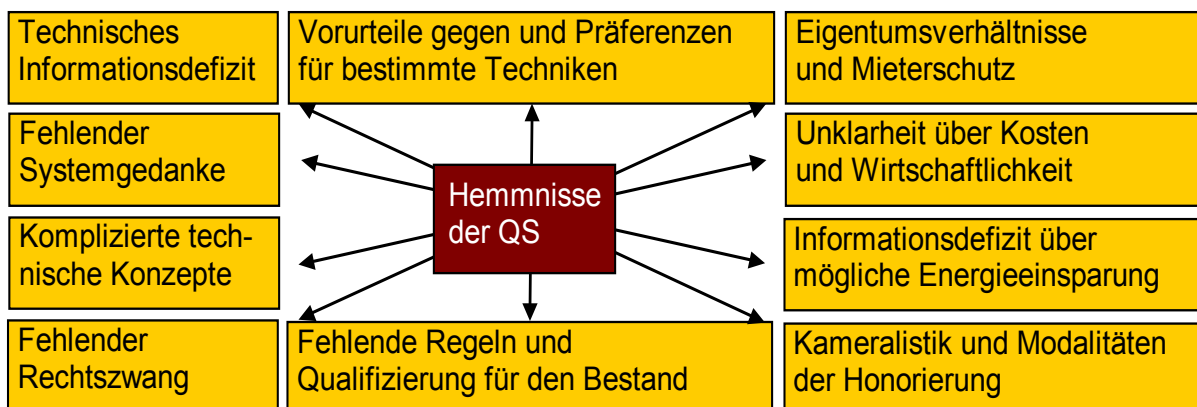 Technisches
Informationsdefizit
Vorurteile gegen und Präferenzen
für bestimmte Techniken
Eigentumsverhältnisse
und Mieterschutz
Fehlender
Systemgedanke
Unklarheit über Kosten
und Wirtschaftlichkeit
Hemmnisse
der QS
Komplizierte tech-
nische Konzepte
Informationsdefizit über
mögliche Energieeinsparung
Fehlender
Rechtszwang
Fehlende Regeln und
Qualifizierung für den Bestand
Kameralistik und Modalitäten
der Honorierung